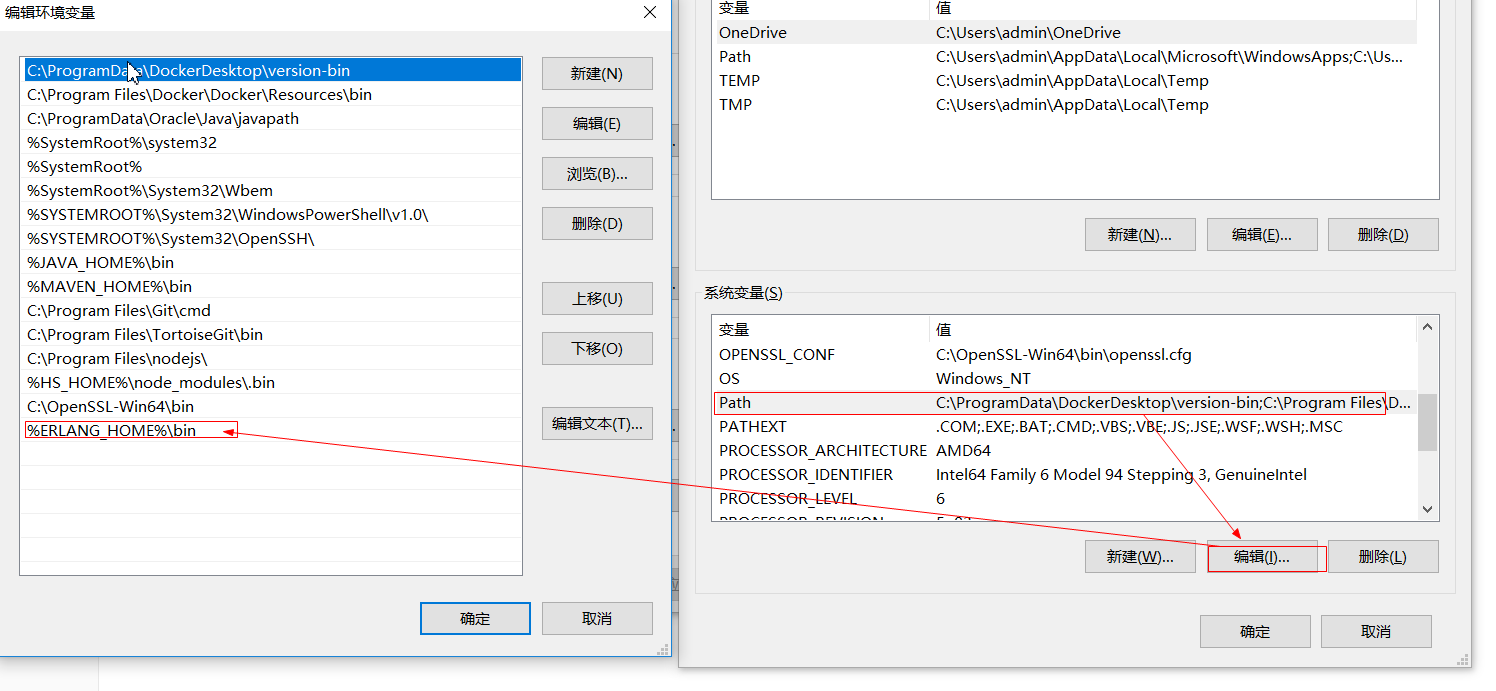 编辑环境变量
C:\ProgramData\DockerDesktop\version-bin
C:\Program Files\Docker\Docker\Resources\bin
C:\ProgramData\Oracle\Java\javapath
%SystemRoot%\system32
%SystemRoot%
%SystemRoot%\System32\Wbem
%SYSTEMROOT%\System32\WindowsPowerShell\v1.0\
%SYSTEMROOT%\System32\OpenSSH\
%JAVA_HOME%\bin
%MAVEN_HOME%\bin
C:\Program Files\Git\cmd
C:\Program Files\TortoiseGit\bin
C:\Program Files\nodejs\
%HS_HOME%\node_modules\.bin
C:\OpenSSL-Win64\bin
%ERLANG_HOME%\bin
新建(N)
编辑(E)
浏览(B)...
删除(D)
上移(U)
下移(O)
编辑文本(T)...
确定
取消
变量 值
OneDrive C:\Users\admin\OneDrive
Path C:\Users\admin\AppData\Local\Microsoft\WindowsApps;C:\Us...
TEMP C:\Users\admin\AppData\Local\Temp
TMP C:\Users\admin\AppData\Local\Temp
新建(N)... 编辑(E)... 删除(D)
系统变量(S)
变量 值
OPENSSL_CONF C:\OpenSSL-Win64\bin\openssl.cfg
OS Windows_NT
Path C:\ProgramData\DockerDesktop\version-bin;C:\Program Files\D...
PATHEXT .COM;.EXE;.BAT;.CMD;.VBS;.VBE;.JS;.JSE;.WSF;.WSH;.MSC
PROCESSOR_ARCHITECTURE AMD64
PROCESSOR_IDENTIFIER Intel64 Family 6 Model 94 Stepping 3, GenuineIntel
PROCESSOR_LEVEL 6
PROCESSOR_REVISION
新建(W)... 编辑(I)... 删除(L)
确定 取消